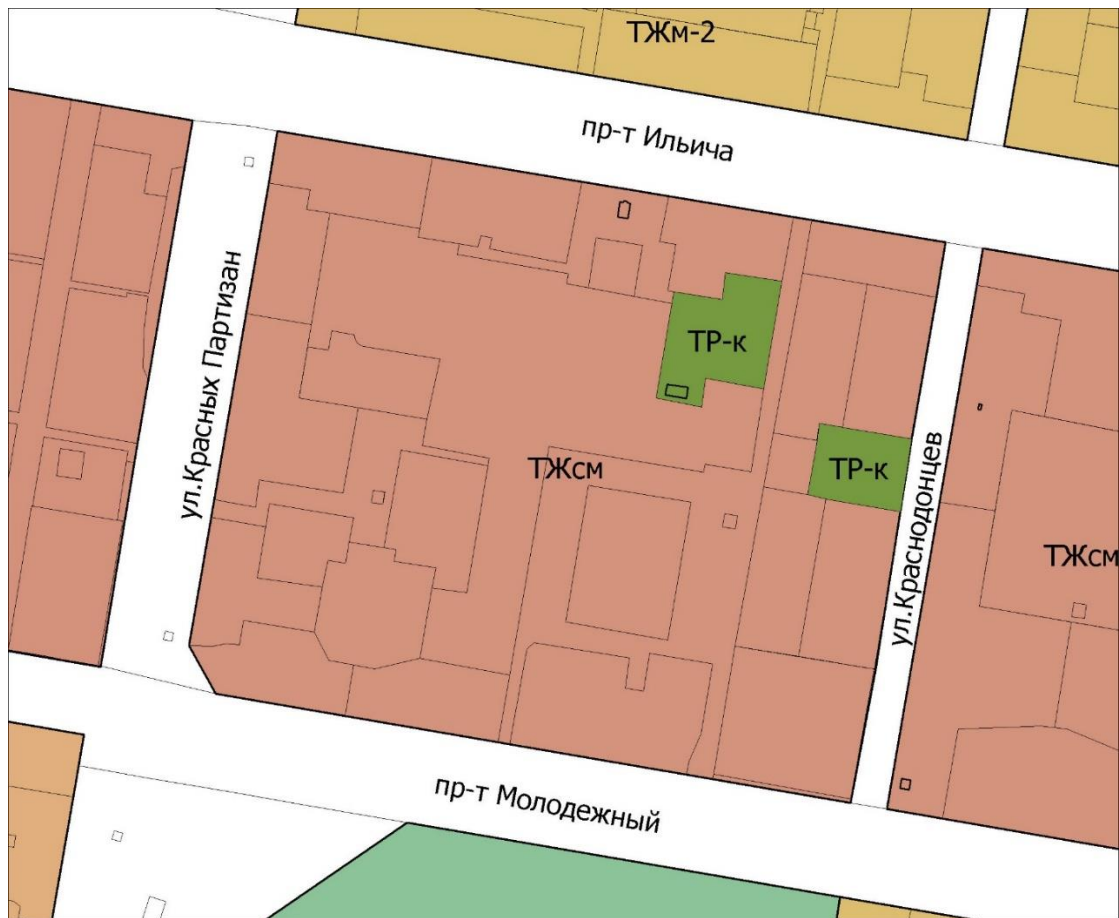 ТЖм-2
пр-т Ильича
ул.Красных Партизан
ТР-к
ТЖсм
ТР-к
ул.Краснодонцев
ТЖсм
пр-т Молодежный